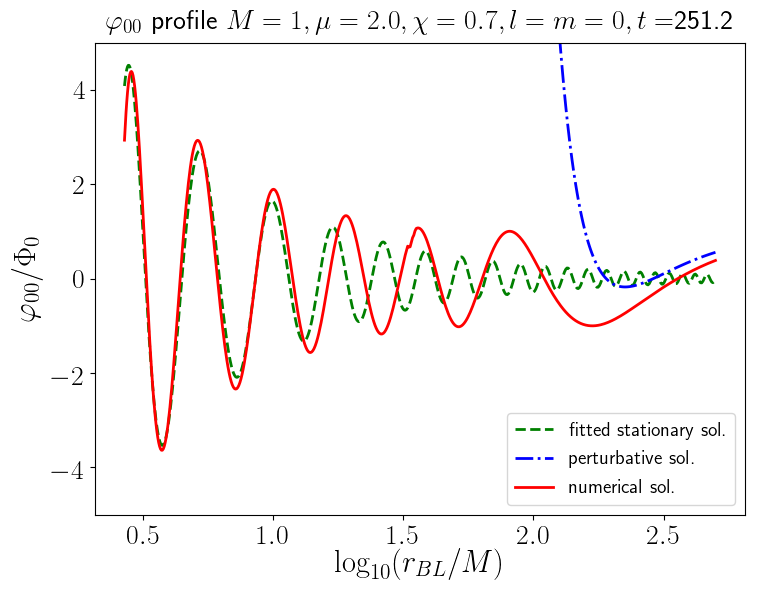 φ₀₀ profile M = 1, μ = 2.0, χ = 0.7, l = m = 0, t =251.2
4
2
0
−2
−4
φ₀₀/Φ₀
0.5 1.0 1.5 2.0 2.5
log₁₀(r_BL/M)
fitted stationary sol.
perturbative sol.
numerical sol.